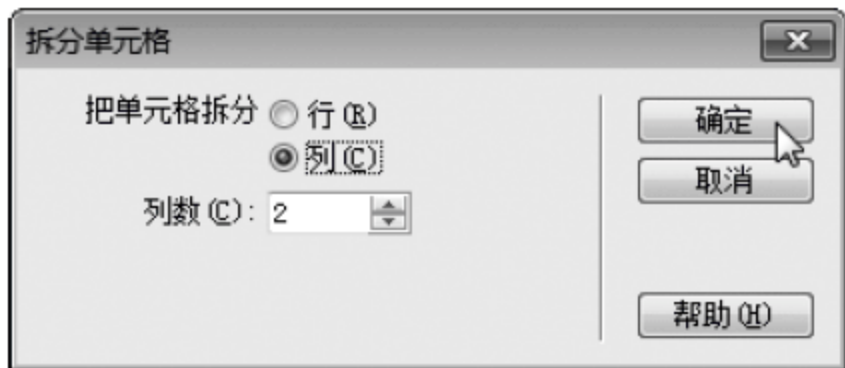 拆分单元格
把单元格拆分 行(R)
列(C)
列数(C): 2
确定
取消
帮助(H)